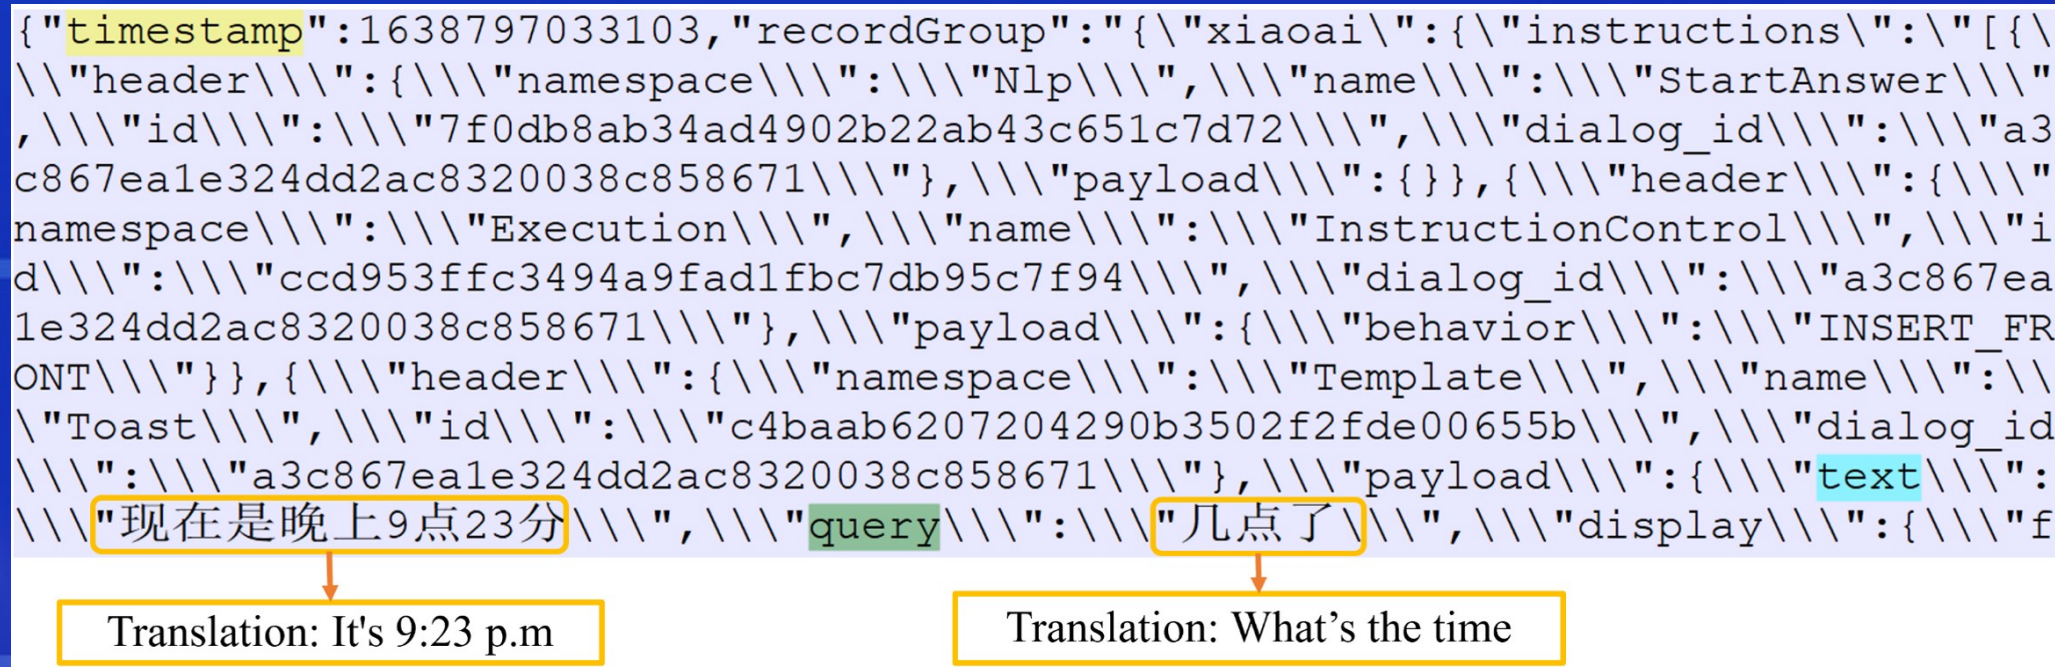 {"timestamp":1638797033103,"recordGroup":"{\"xiaoai\":{\"instructions\":\"[{\
\\"header\\\":{\\\"namespace\\\":\\\"Nlp\\\",\\\"name\\\":\\\"StartAnswer\\\"
,\\\"id\\\":\\\"7f0db8ab34ad4902b22ab43c651c7d72\\\",\\\"dialog_id\\\":\\\"a3
c867ea1e324dd2ac8320038c858671\\\"},\\\"payload\\\":{}},{\\\"header\\\":{\\\"
namespace\\\":\\\"Execution\\\",\\\"name\\\":\\\"InstructionControl\\\",\\\"i
d\\\":\\\"ccd953ffc3494a9fad1fbc7db95c7f94\\\",\\\"dialog_id\\\":\\\"a3c867ea
1e324dd2ac8320038c858671\\\"},\\\"payload\\\":{\\\"behavior\\\":\\\"INSERT_FR
ONT\\\"}},{\\\"header\\\":{\\\"namespace\\\":\\\"Template\\\",\\\"name\\\":\\
\"Toast\\\",\\\"id\\\":\\\"c4baab6207204290b3502f2fde00655b\\\",\\\"dialog_id
\\\":\\\"a3c867ea1e324dd2ac8320038c858671\\\"},\\\"payload\\\":{\\\"text\\\":
\\\"现在是晚上9点23分\\\",\\\"query\\\":\\\"几点了\\\",\\\"display\\\":{\\\"f
Translation: It's 9:23 p.m
Translation: What’s the time